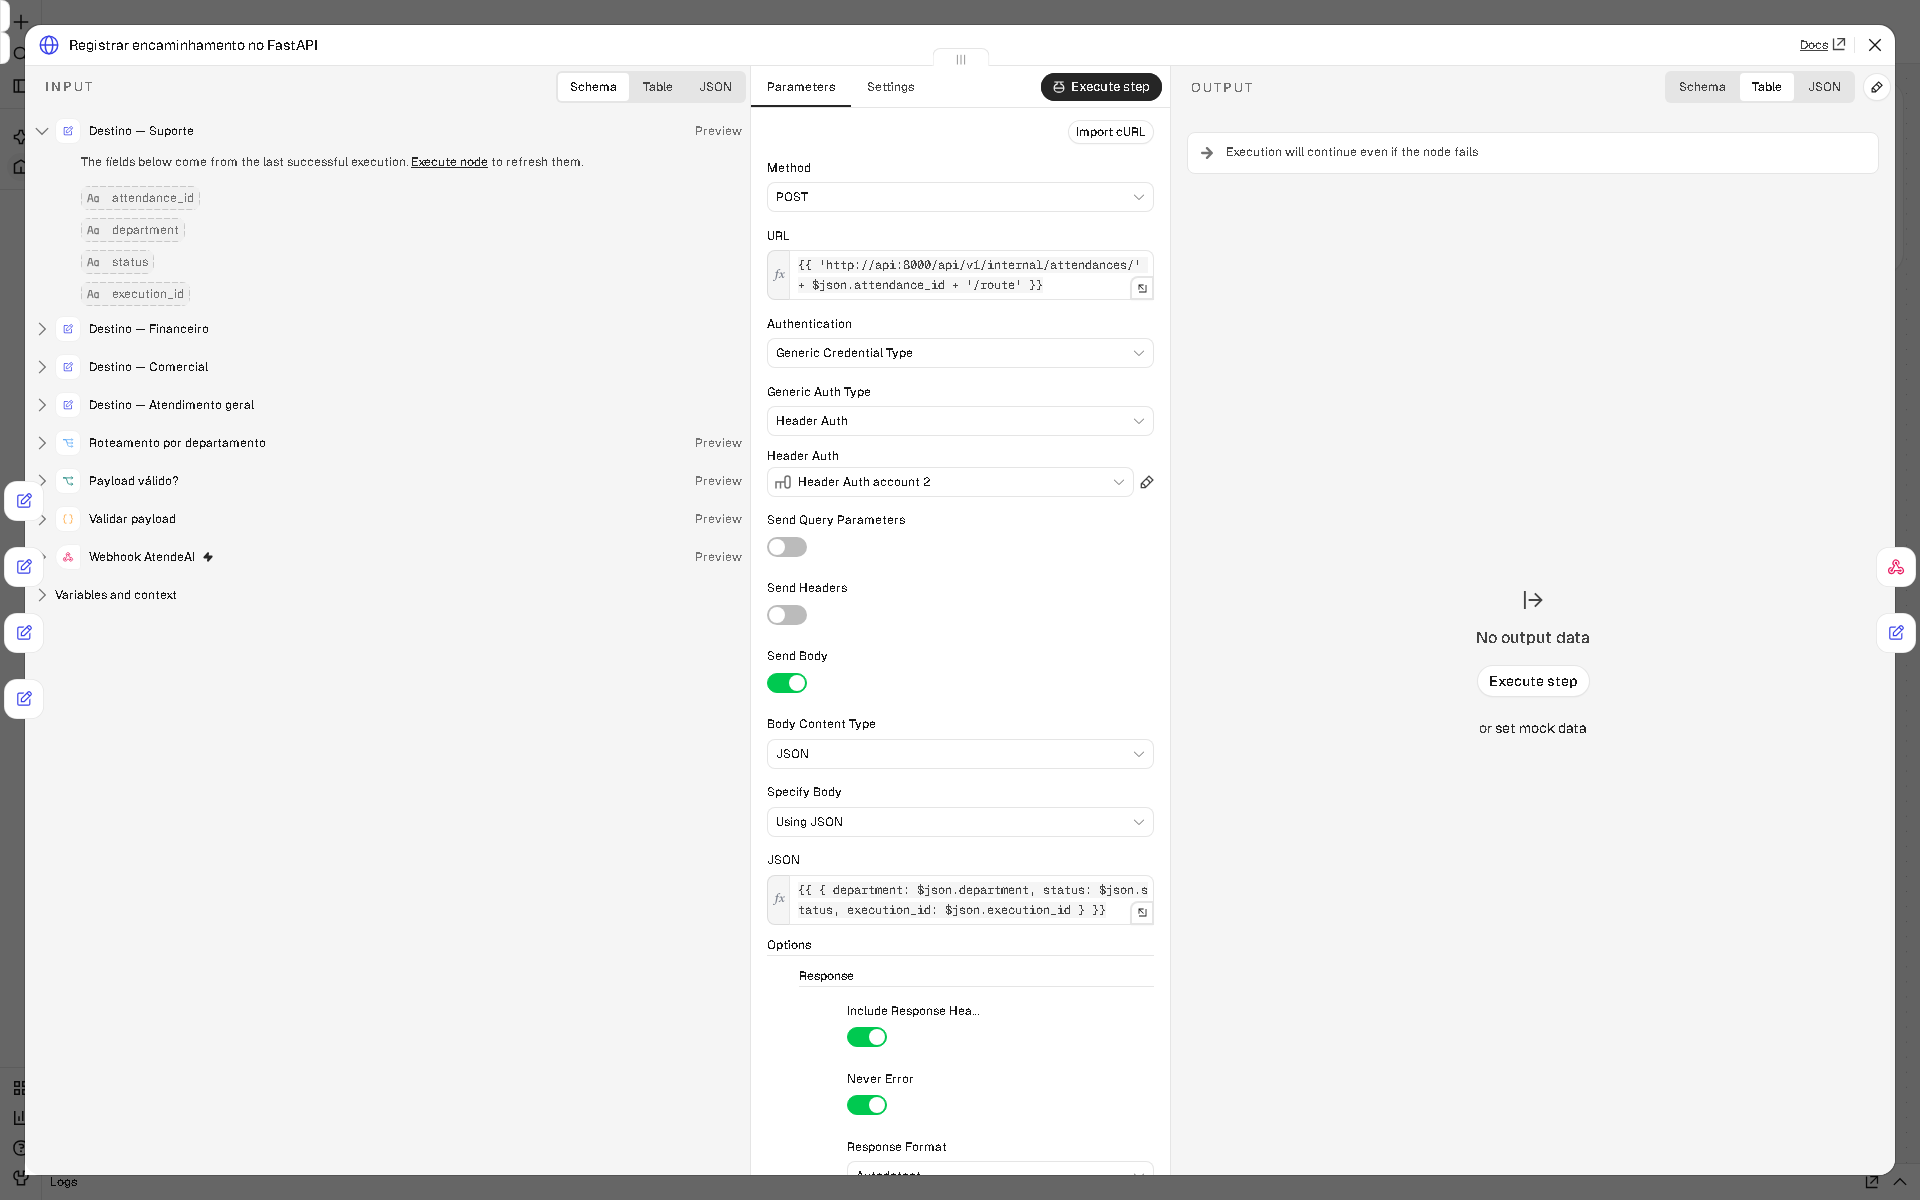 Registrar encaminhamento no FastAPI
Docs
INPUT
Schema
Table
JSON
Destino — Suporte
Preview
The fields below come from the last successful execution. Execute node to refresh them.
Aa attendance_id
Aa department
Aa status
Aa execution_id
Destino — Financeiro
Destino — Comercial
Destino — Atendimento geral
Roteamento por departamento
Preview
Payload válido?
Preview
Validar payload
Preview
Webhook AtendeAI
Preview
Variables and context
Parameters
Settings
Execute step
Import cURL
Method
POST
URL
fx
{{ 'http://api:8000/api/v1/internal/attendances/'
+ $json.attendance_id + '/route' }}
Authentication
Generic Credential Type
Generic Auth Type
Header Auth
Header Auth
Header Auth account 2
Send Query Parameters
Send Headers
Send Body
Body Content Type
JSON
Specify Body
Using JSON
JSON
fx
{{ { department: $json.department, status: $json.s
tatus, execution_id: $json.execution_id } }}
Options
Response
Include Response Hea...
Never Error
Response Format
Autodetect
OUTPUT
Schema
Table
JSON
Execution will continue even if the node fails
No output data
Execute step
or set mock data
Logs